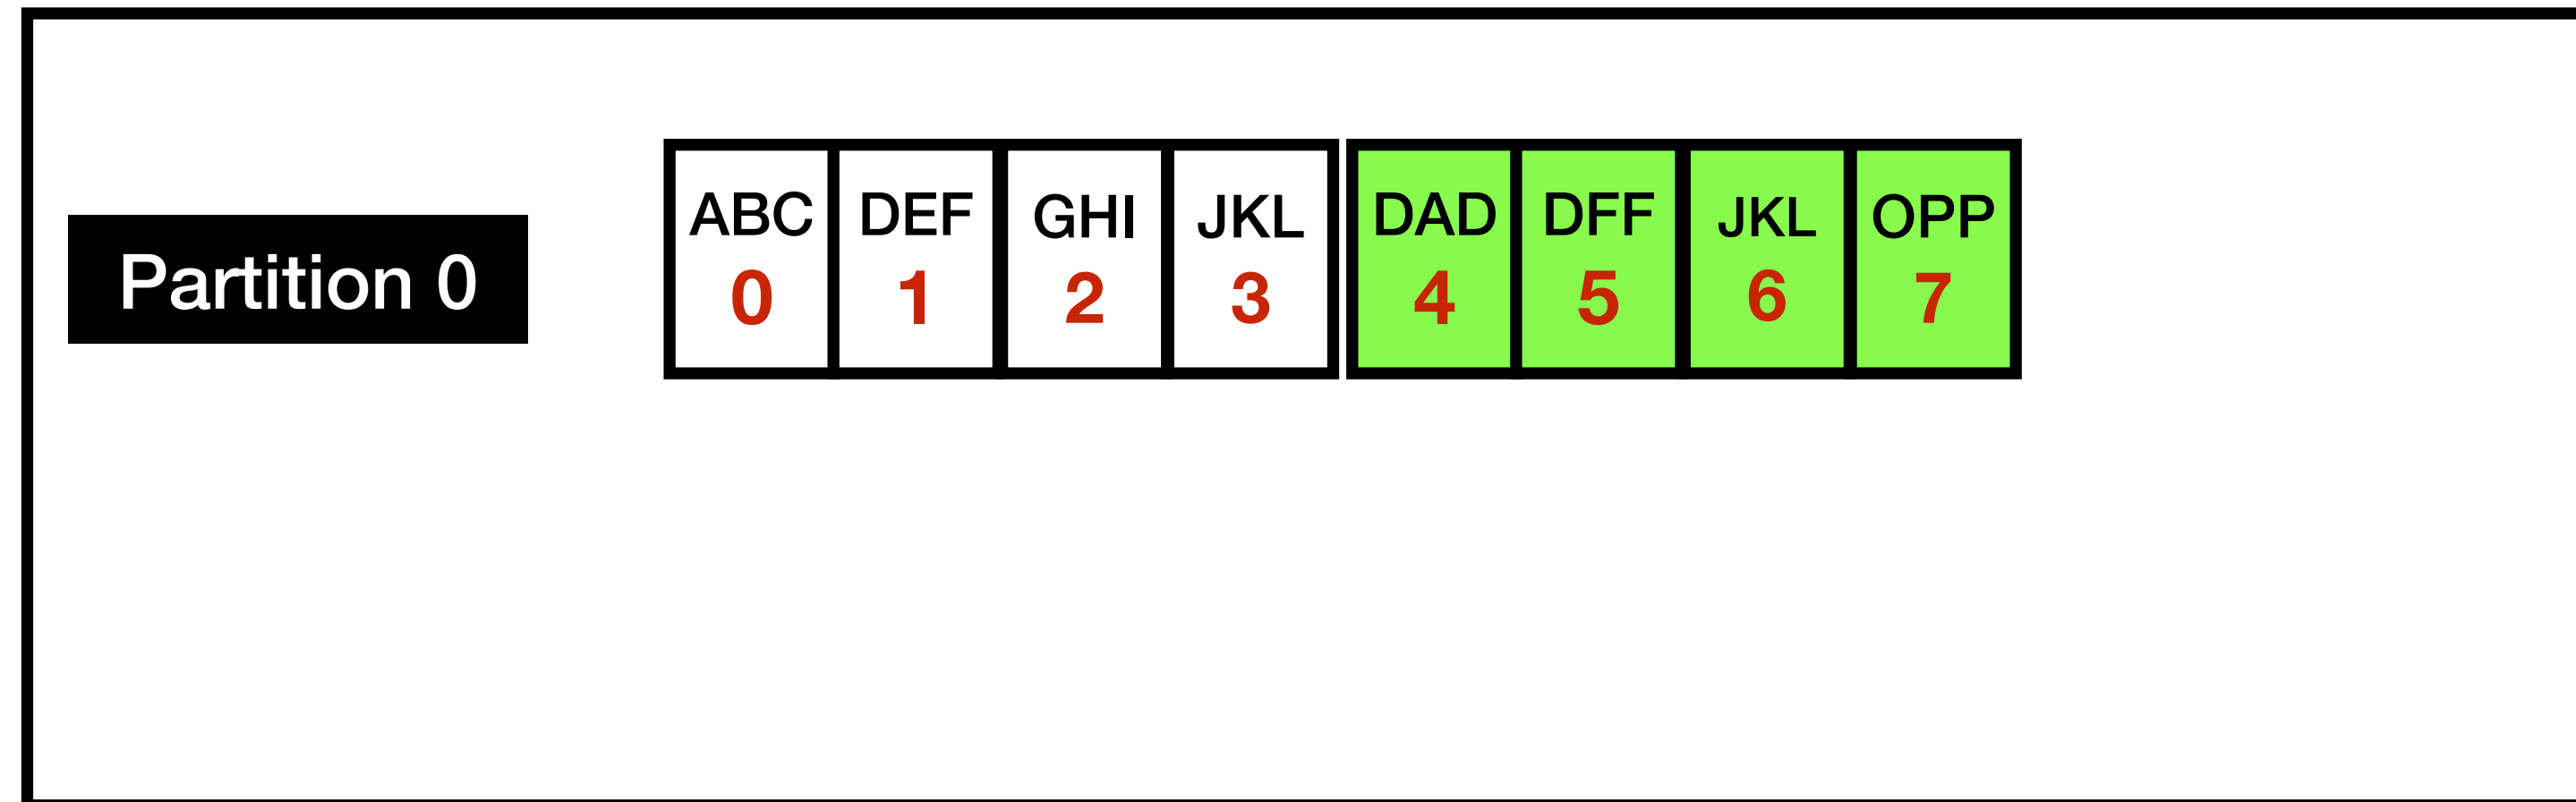 ABC DEF GHI JKL DAD DFF JKL OPP
Partition 0
0 1 2 3 4 5 6 7